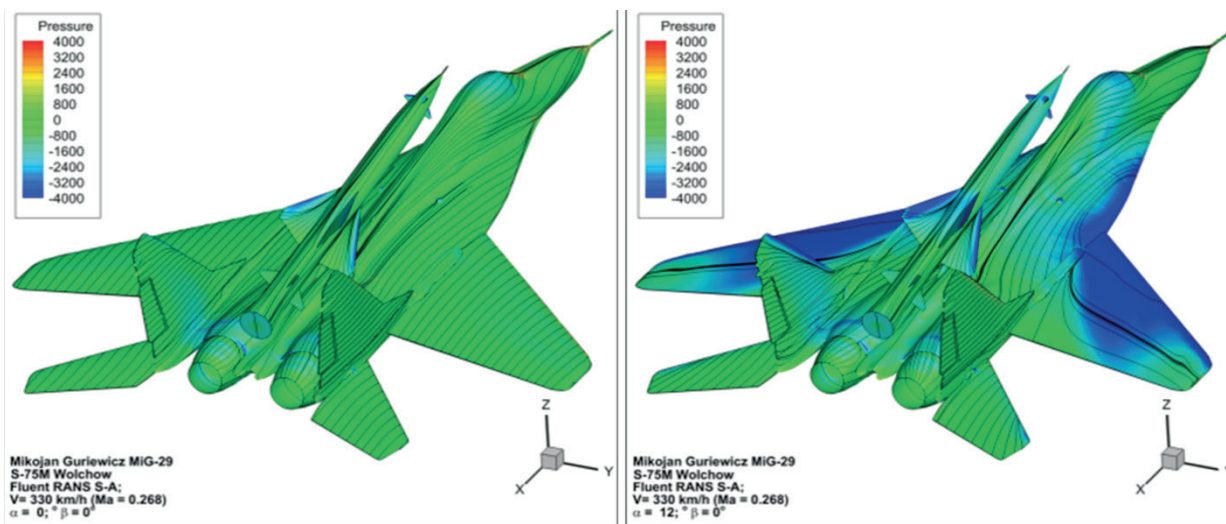 Pressure
4000
3200
2400
1600
800
0
-800
-1600
-2400
-3200
-4000
Z
Y
X
Mikojan Guriewicz MiG-29
S-75M Wolchow
Fluent RANS S-A;
V= 330 km/h (Ma = 0.268)
α = 0; ° β = 0°
Pressure
4000
3200
2400
1600
800
0
-800
-1600
-2400
-3200
-4000
Z
X
Mikojan Guriewicz MiG-29
S-75M Wolchow
Fluent RANS S-A;
V= 330 km/h (Ma = 0.268)
α = 12; ° β = 0°